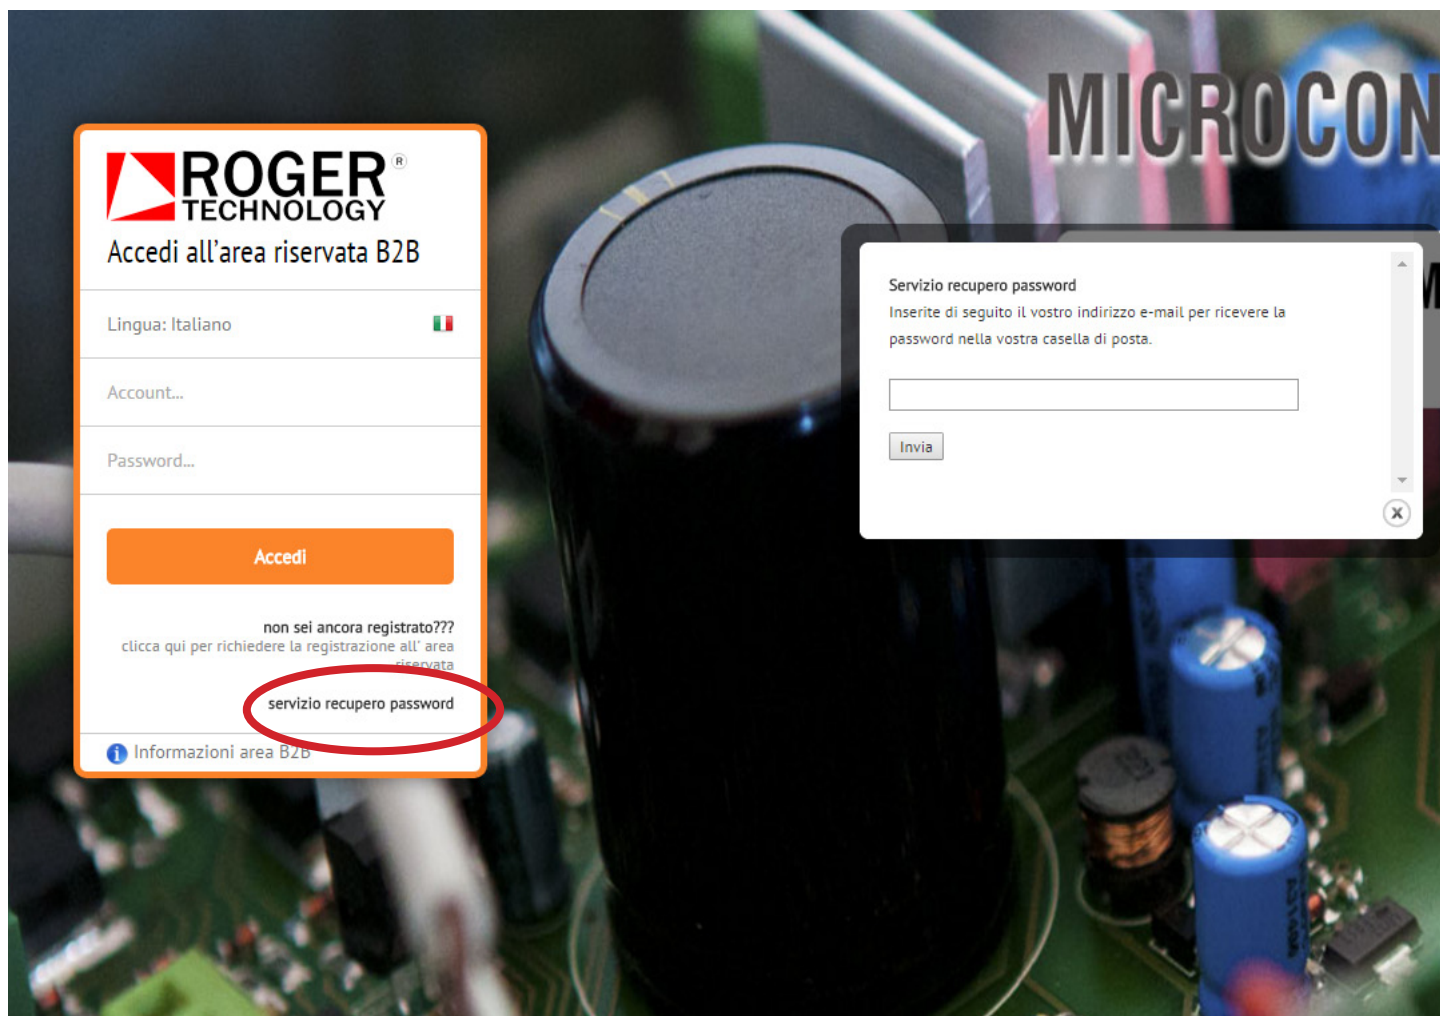 MICROCON
ROGER®
TECHNOLOGY
Accedi all'area riservata B2B
Lingua: Italiano
Account...
Password...
Accedi
non sei ancora registrato???
clicca qui per richiedere la registrazione all' area
riservata
servizio recupero password
Informazioni area B2B
Servizio recupero password
Inserite di seguito il vostro indirizzo e-mail per ricevere la
password nella vostra casella di posta.
Invia
M